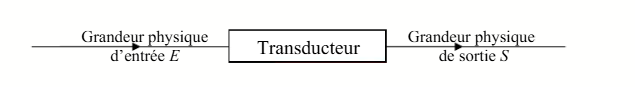 Grandeur physique
d'entrée E
Transducteur
Grandeur physique
de sortie S